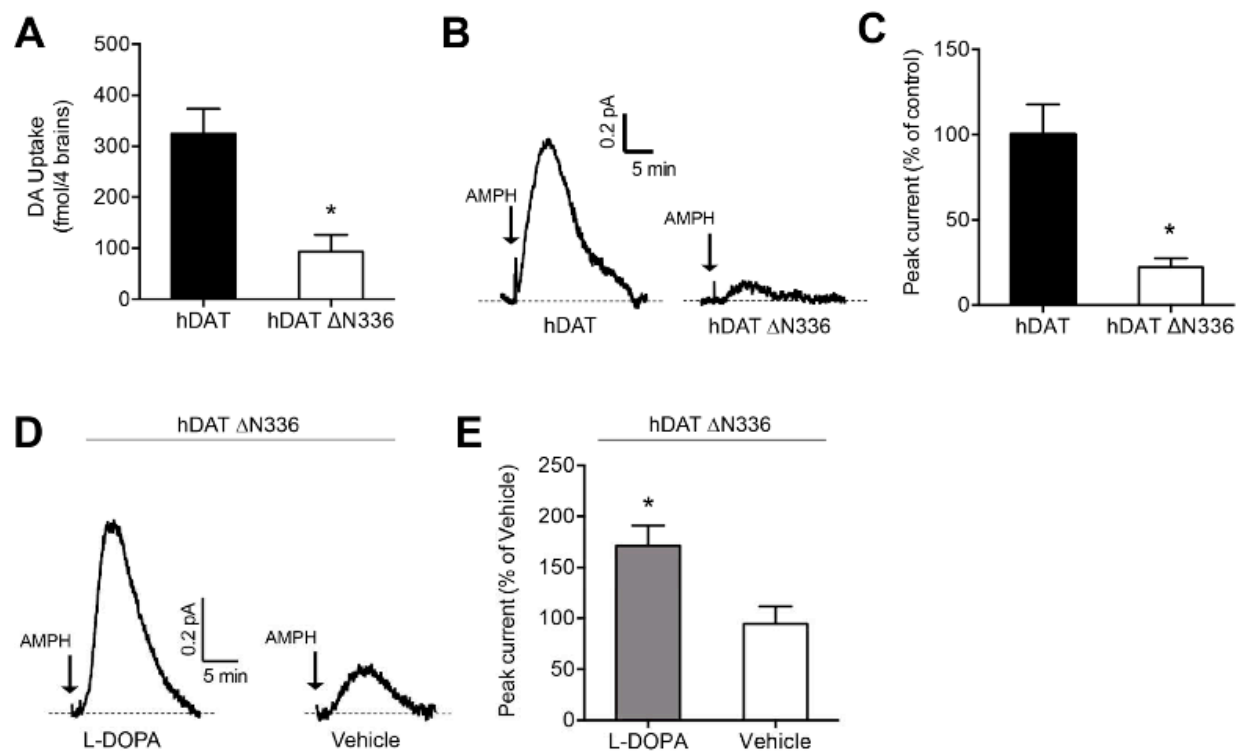 A
DA Uptake
(fmol/4 brains)
500
400
300
200
100
0
*
hDAT
hDAT ΔN336
B
0.2 pA
5 min
AMPH
AMPH
hDAT
hDAT ΔN336
C
Peak current (% of control)
150
100
50
0
*
hDAT
hDAT ΔN336
D
hDAT ΔN336
AMPH
0.2 pA
5 min
AMPH
L-DOPA
Vehicle
E
hDAT ΔN336
Peak current (% of Vehicle)
250
200
150
100
50
0
*
L-DOPA
Vehicle